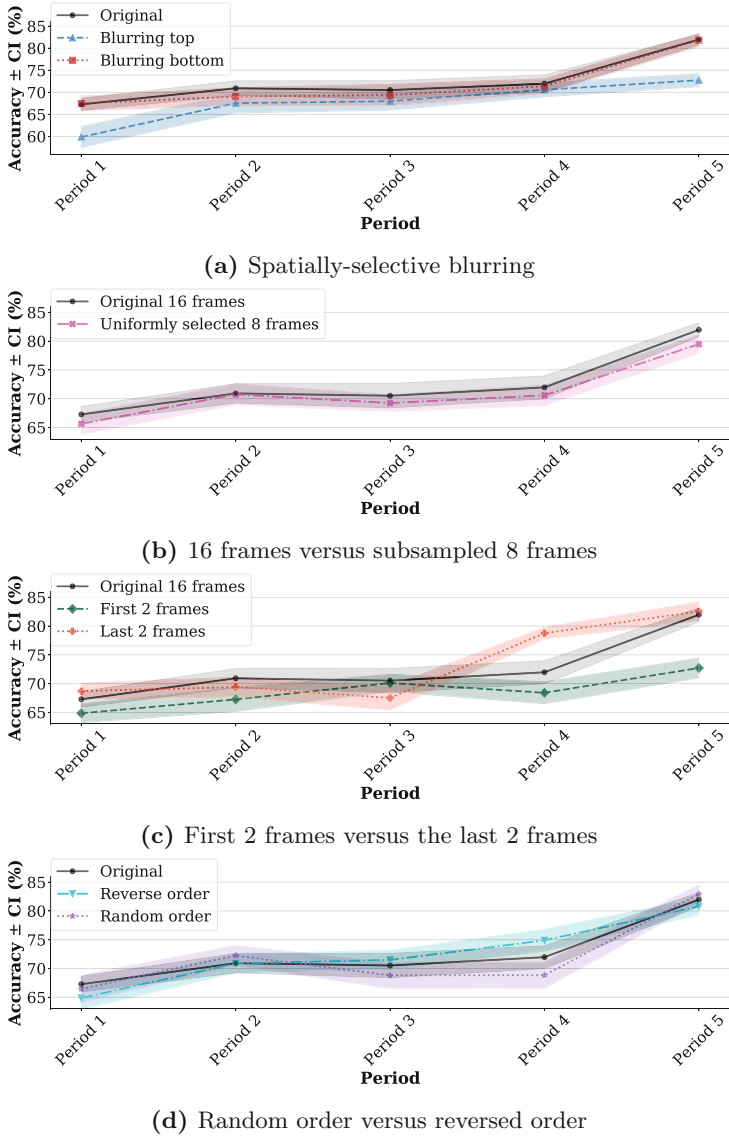 Original
Blurring top
Blurring bottom
Accuracy ± CI (%)
85
80
75
70
65
60
Period 1
Period 2
Period 3
Period 4
Period 5
Period
(a) Spatially-selective blurring
Original 16 frames
Uniformly selected 8 frames
Accuracy ± CI (%)
85
80
75
70
65
Period 1
Period 2
Period 3
Period 4
Period 5
Period
(b) 16 frames versus subsampled 8 frames
Original 16 frames
First 2 frames
Last 2 frames
Accuracy ± CI (%)
85
80
75
70
65
Period 1
Period 2
Period 3
Period 4
Period 5
Period
(c) First 2 frames versus the last 2 frames
Original
Reverse order
Random order
Accuracy ± CI (%)
85
80
75
70
65
Period 1
Period 2
Period 3
Period 4
Period 5
Period
(d) Random order versus reversed order